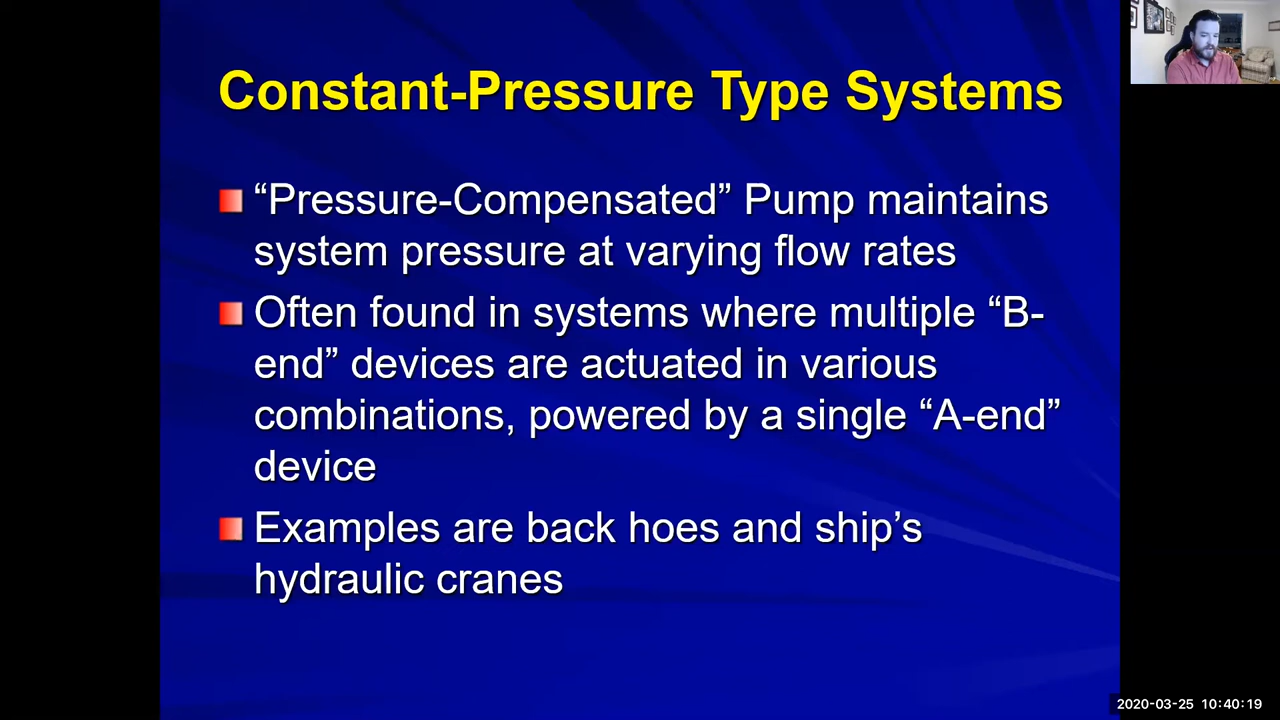 Constant-Pressure Type Systems
“Pressure-Compensated” Pump maintains
system pressure at varying flow rates
Often found in systems where multiple “B-
end” devices are actuated in various
combinations, powered by a single “A-end”
device
Examples are back hoes and ship’s
hydraulic cranes
2020-03-25 10:40:19